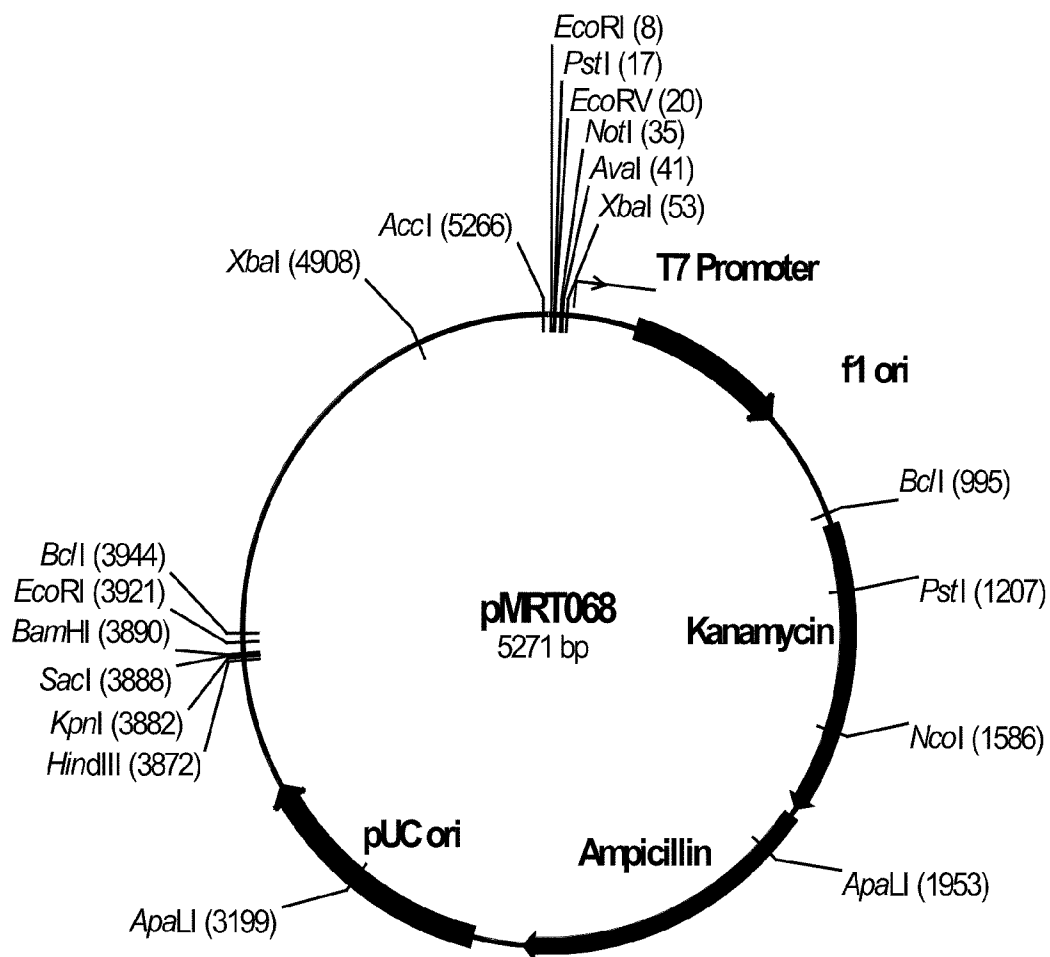 EcoRI (8)
PstI (17)
EcoRV (20)
NotI (35)
AvaI (41)
XbaI (53)
AccI (5266)
XbaI (4908)
T7 Promoter
f1 ori
BclI (995)
PstI (1207)
Kanamycin
NcoI (1586)
ApaLI (1953)
Ampicillin
pUC ori
ApaLI (3199)
BclI (3944)
EcoRI (3921)
BamHI (3890)
SacI (3888)
KpnI (3882)
HindIII (3872)
pMRT068
5271 bp